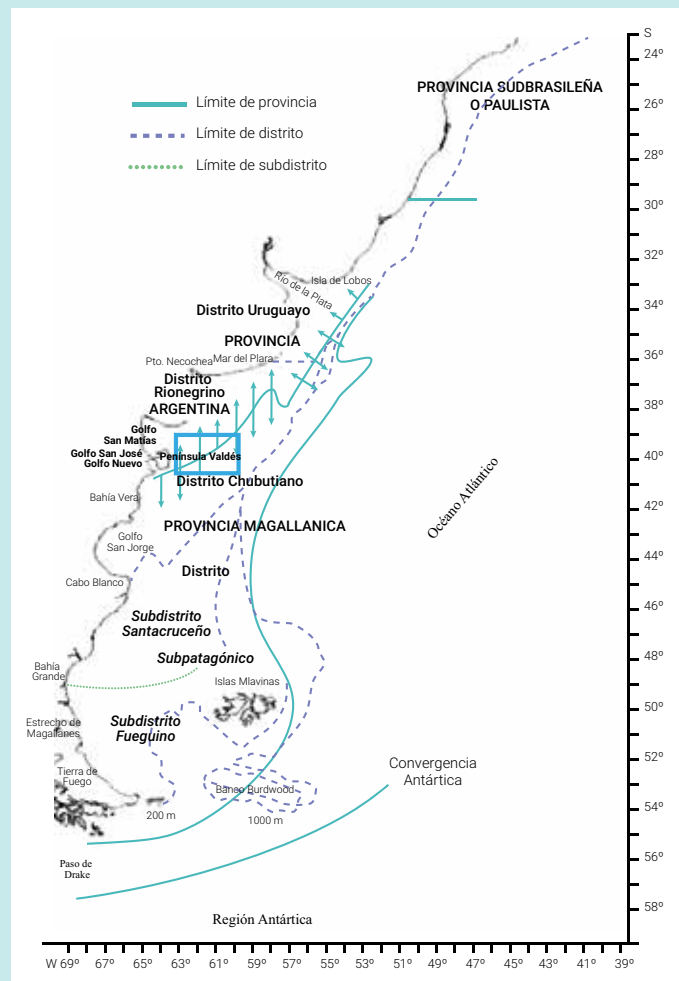 S
24º
PROVINCIA SUDBRASILEÑA
O PAULISTA
Límite de provincia
26º
Límite de distrito
28º
Límite de subdistrito
30º
32º
Río de la Plata
Isla de Lobos
Distrito Uruguayo
34º
PROVINCIA
36º
Pto. Necochea
Mar del Plara
Distrito
Rionegrino
ARGENTINA
38º
Golfo
San Matías
Golfo San José
Golfo Nuevo
Península Valdés
40º
Distrito Chubutiano
Bahía Vera
42º
PROVINCIA MAGALLANICA
Océano Atlántico
Golfo
San Jorge
44º
Cabo Blanco
Distrito
46º
Subdistrito
Santacruceño
Subpatagónico
48º
Bahía
Grande
Islas Mlavinas
50º
Estrecho de
Magallanes
Subdistrito
Fueguino
52º
Convergencia
Antártica
Tierra de
Fuego
Banco Burdwood
54º
200 m
1000 m
56º
Paso de
Drake
58º
Región Antártica
W 69º 67º 65º 63º 61º 59º 57º 55º 53º 51º 49º 47º 45º 43º 41º 39º